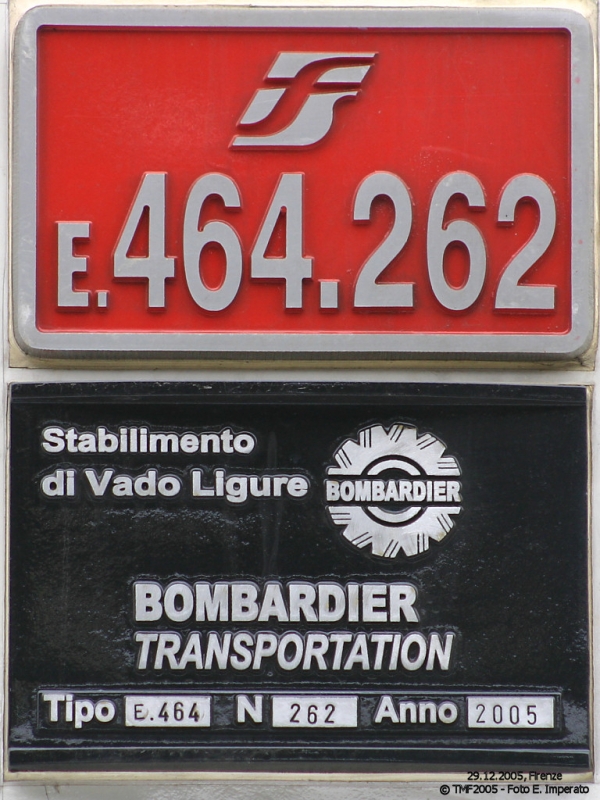 E.464.262
Stabilimento
di Vado Ligure
BOMBARDIER
BOMBARDIER
TRANSPORTATION
Tipo E.464 N 262 Anno 2005
29.12.2005, Firenze
© TMF2005 - Foto E. Imperato